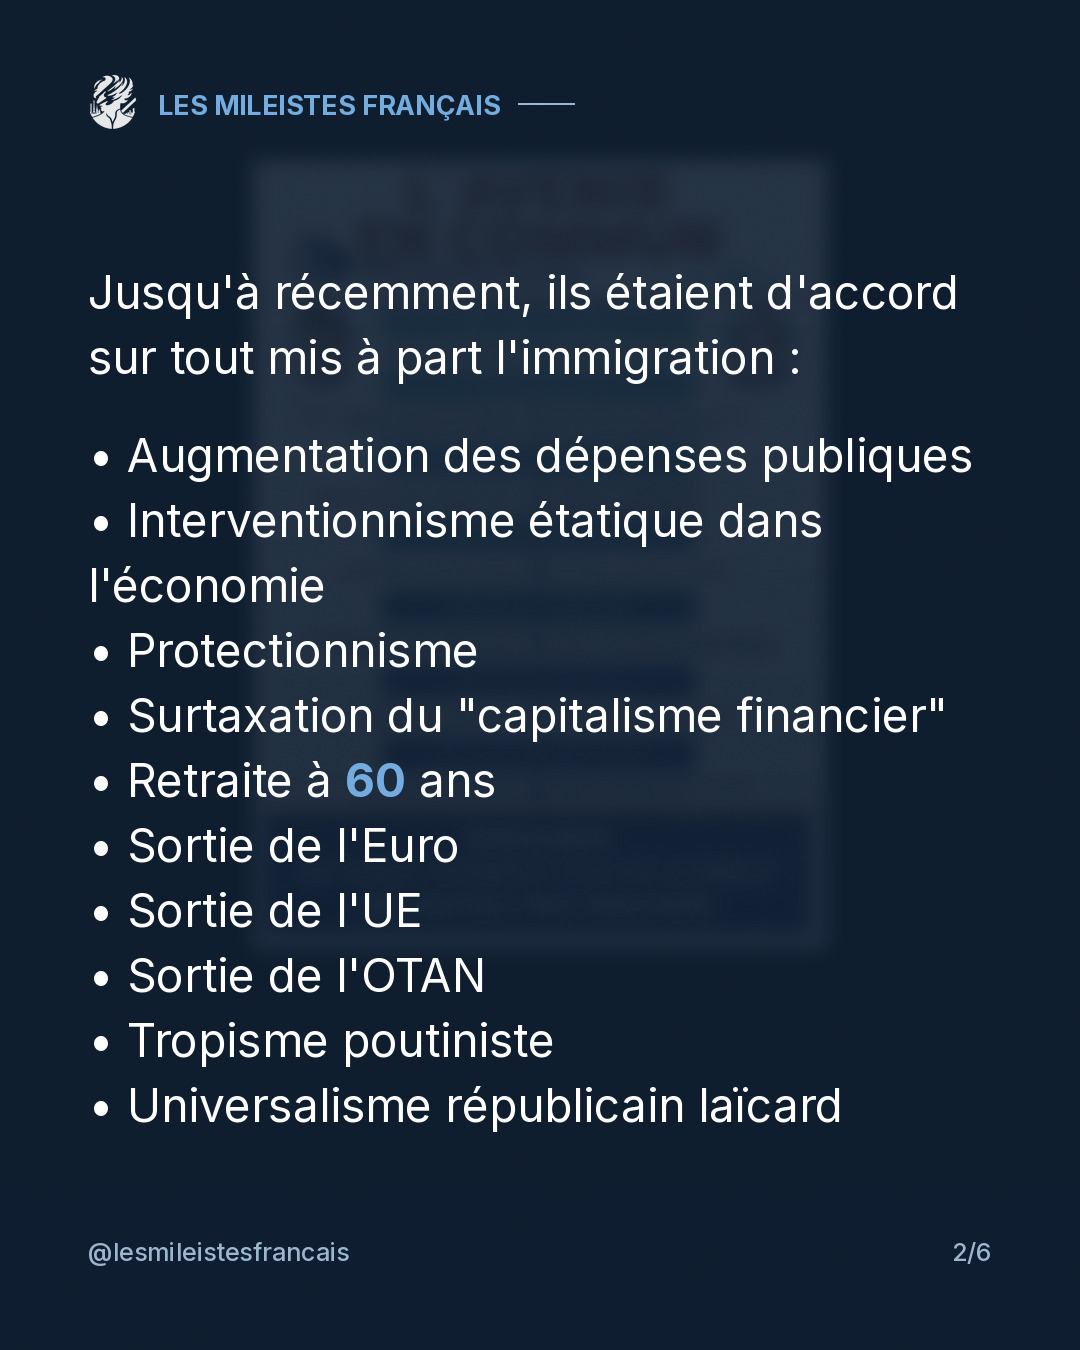 LES MILEISTES FRANÇAIS
Jusqu'à récemment, ils étaient d'accord
sur tout mis à part l'immigration :
• Augmentation des dépenses publiques
• Interventionnisme étatique dans
l'économie
• Protectionnisme
• Surtaxation du "capitalisme financier"
• Retraite à 60 ans
• Sortie de l'Euro
• Sortie de l'UE
• Sortie de l'OTAN
• Tropisme poutiniste
• Universalisme républicain laïcard
@lesmileistesfrancais
2/6